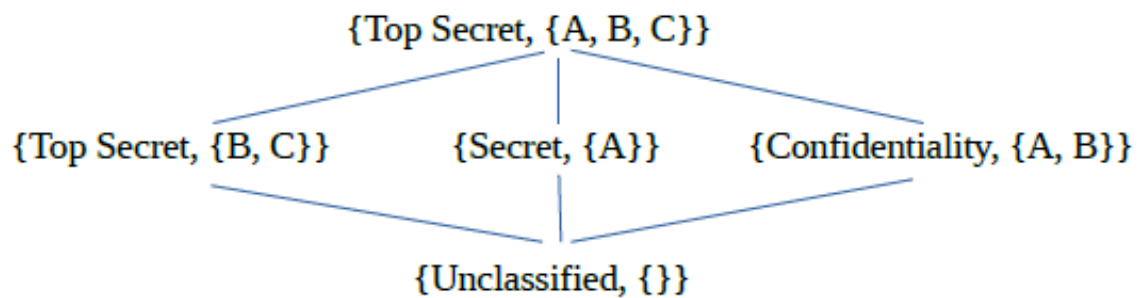 {Top Secret, {A, B, C}}
{Top Secret, {B, C}} {Secret, {A}} {Confidentiality, {A, B}}
{Unclassified, {}}